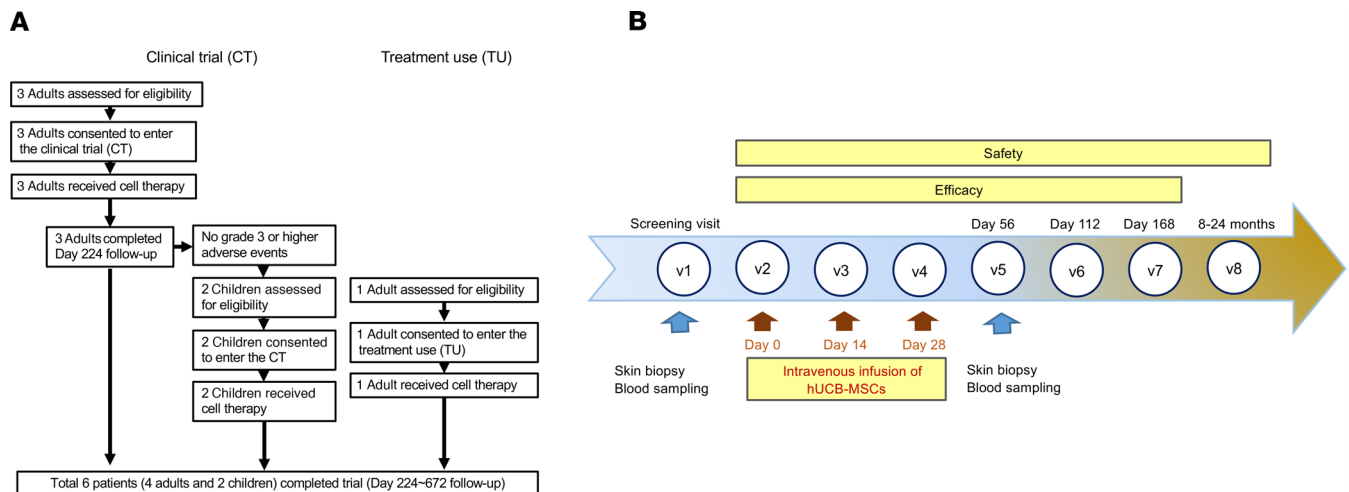 A
Clinical trial (CT)
Treatment use (TU)
3 Adults assessed for eligibility
3 Adults consented to enter
the clinical trial (CT)
3 Adults received cell therapy
3 Adults completed
Day 224 follow-up
No grade 3 or higher
adverse events
2 Children assessed
for eligibility
2 Children consented
to enter the CT
2 Children received
cell therapy
1 Adult assessed for eligibility
1 Adult consented to enter the
treatment use (TU)
1 Adult received cell therapy
Total 6 patients (4 adults and 2 children) completed trial (Day 224~672 follow-up)
B
Safety
Efficacy
Screening visit
Day 56
Day 112
Day 168
8-24 months
v1
v2
v3
v4
v5
v6
v7
v8
Day 0
Day 14
Day 28
Skin biopsy
Blood sampling
Intravenous infusion of
hUCB-MSCs
Skin biopsy
Blood sampling